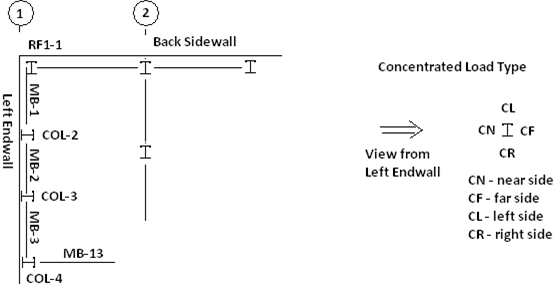 1
2
RF1-1
Back Sidewall
Left Endwall
MB-1
COL-2
MB-2
COL-3
MB-3
MB-13
COL-4
Concentrated Load Type
CL
CN
CF
CR
View from
Left Endwall
CN - near side
CF - far side
CL - left side
CR - right side